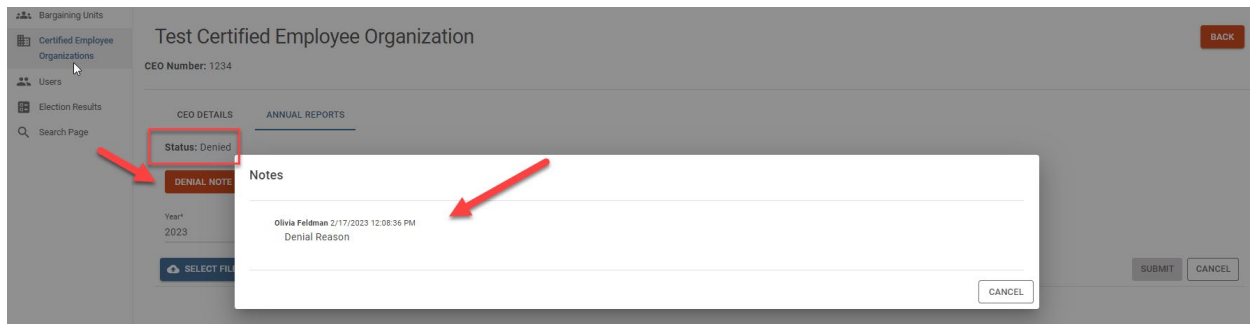 Bargaining Units
Certified Employee
Organizations
Users
Election Results
Search Page
Test Certified Employee Organization
BACK
CEO Number: 1234
CEO DETAILS
ANNUAL REPORTS
Status: Denied
DENIAL NOTE
Year*
2023
SELECT FIL
SUBMIT
CANCEL
Notes
Olivia Feldman 2/17/2023 12:08:36 PM
Denial Reason
CANCEL